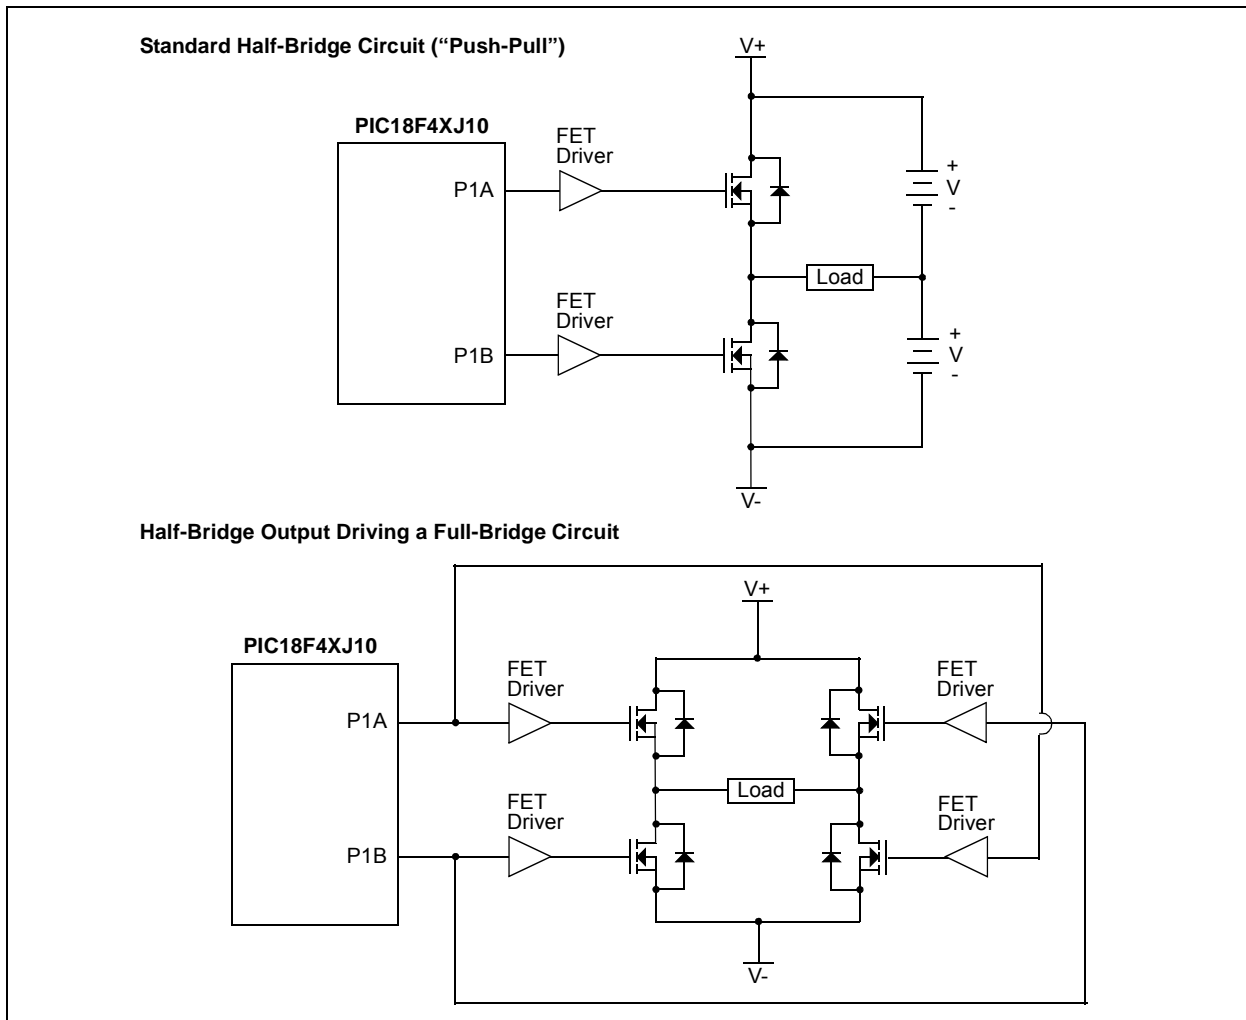 Standard Half-Bridge Circuit (“Push-Pull”)
V+
PIC18F4XJ10
FET
Driver
P1A
+
V
-
Load
FET
Driver
P1B
+
V
-
V-
Half-Bridge Output Driving a Full-Bridge Circuit
V+
PIC18F4XJ10
FET
Driver
FET
Driver
P1A
Load
FET
Driver
FET
Driver
P1B
V-